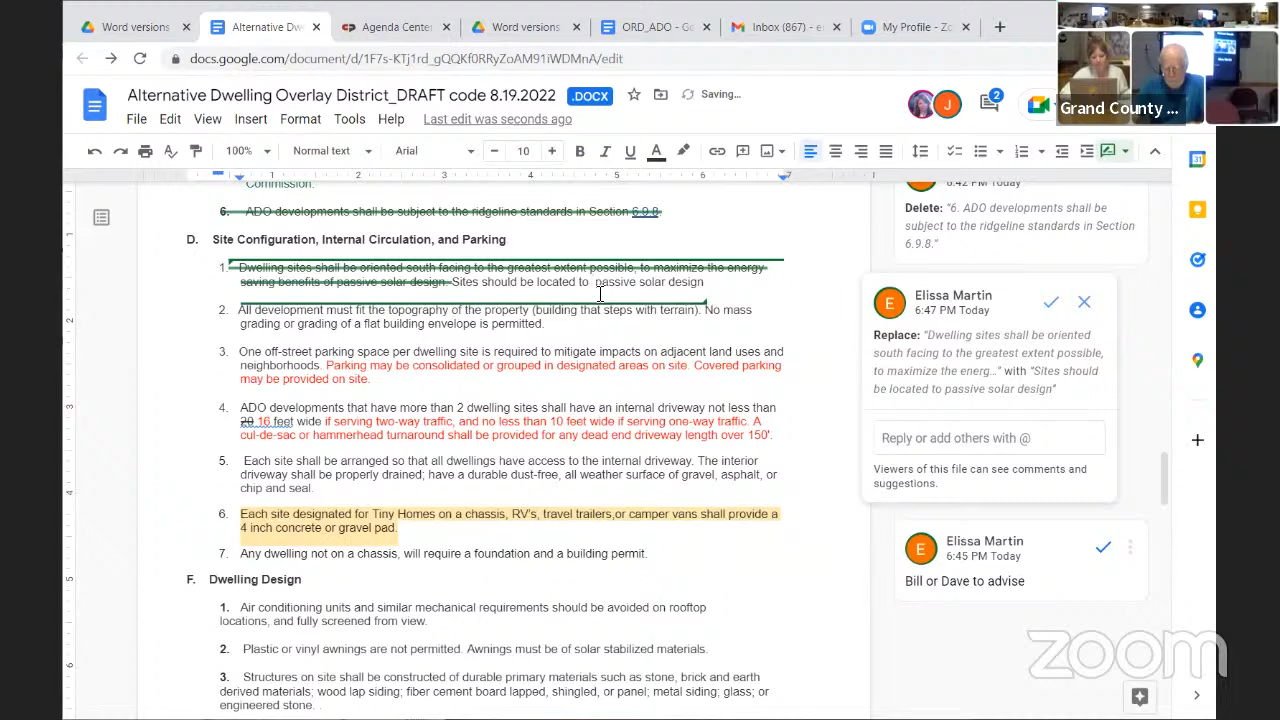 Word versions
Alternative Dw
Agenda Center
ORD_ADO - Go
Inbox (867) - e
My Profile - Zo
docs.google.com/document/d/1F7s-KTj1rd_gQQK0RRyZoAM91iWDMnA/edit
Alternative Dwelling Overlay District_DRAFT code 8.19.2022 .DOCX Saving...
J
2
Grand County ...
File Edit View Insert Format Tools Help Last edit was seconds ago
100% Normal text Arial 10 B I U A
1 2 3 4 5 6 7
Commission.
6. ADO developments shall be subject to the ridgeline standards in Section 6.9.8.
D. Site Configuration, Internal Circulation, and Parking
1. Dwelling sites shall be oriented south facing to the greatest extent possible, to maximize the energy
saving benefits of passive solar design. Sites should be located to passive solar design
2. All development must fit the topography of the property (building that steps with terrain). No mass
grading or grading of a flat building envelope is permitted.
3. One off-street parking space per dwelling site is required to mitigate impacts on adjacent land uses and
neighborhoods. Parking may be consolidated or grouped in designated areas on site. Covered parking
may be provided on site.
4. ADO developments that have more than 2 dwelling sites shall have an internal driveway not less than
20 16 feet wide if serving two-way traffic, and no less than 10 feet wide if serving one-way traffic. A
cul-de-sac or hammerhead turnaround shall be provided for any dead end driveway length over 150'.
5. Each site shall be arranged so that all dwellings have access to the internal driveway. The interior
driveway shall be properly drained; have a durable dust-free, all weather surface of gravel, asphalt, or
chip and seal.
6. Each site designated for Tiny Homes on a chassis, RV's, travel trailers,or camper vans shall provide a
4 inch concrete or gravel pad.
7. Any dwelling not on a chassis, will require a foundation and a building permit.
F. Dwelling Design
1. Air conditioning units and similar mechanical requirements should be avoided on rooftop
locations, and fully screened from view.
2. Plastic or vinyl awnings are not permitted. Awnings must be of solar stabilized materials.
3. Structures on site shall be constructed of durable primary materials such as stone, brick and earth
derived materials; wood lap siding; fiber cement board lapped, shingled, or panel; metal siding; glass; or
engineered stone. .
6:42 PM Today
Delete: "6. ADO developments shall be
subject to the ridgeline standards in Section
6.9.8."
E
Elissa Martin
6:47 PM Today
Replace: "Dwelling sites shall be oriented
south facing to the greatest extent possible,
to maximize the energ…" with "Sites should
be located to passive solar design"
Reply or add others with @
Viewers of this file can see comments and
suggestions.
E
Elissa Martin
6:45 PM Today
Bill or Dave to advise
31
zoom